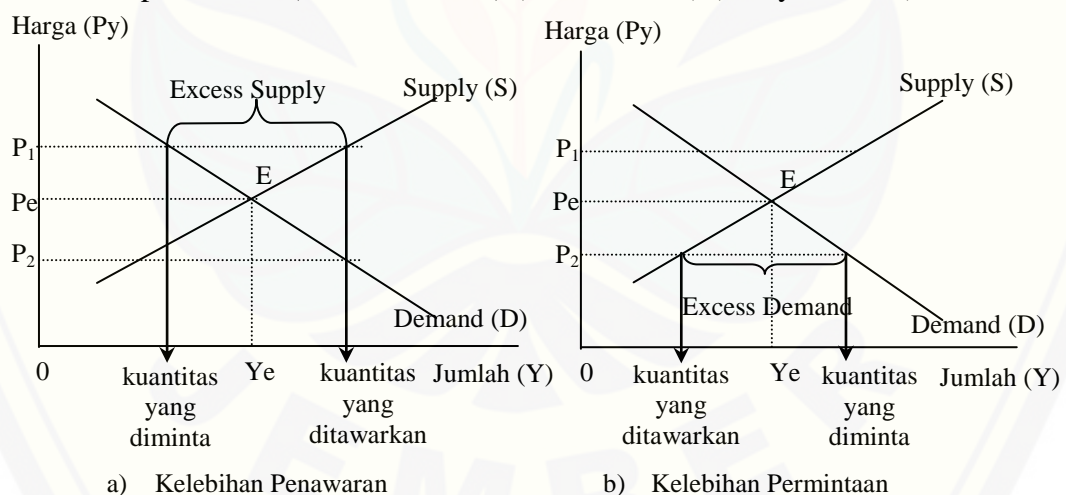 Harga (Py)
Excess Supply
Supply (S)
P1
E
Pe
P2
Demand (D)
0
kuantitas
yang
diminta
Ye
kuantitas
yang
ditawarkan
Jumlah (Y)
a) Kelebihan Penawaran
Harga (Py)
Supply (S)
P1
E
Pe
P2
Excess Demand
Demand (D)
0
kuantitas
yang
ditawarkan
Ye
kuantitas
yang
diminta
Jumlah (Y)
b) Kelebihan Permintaan